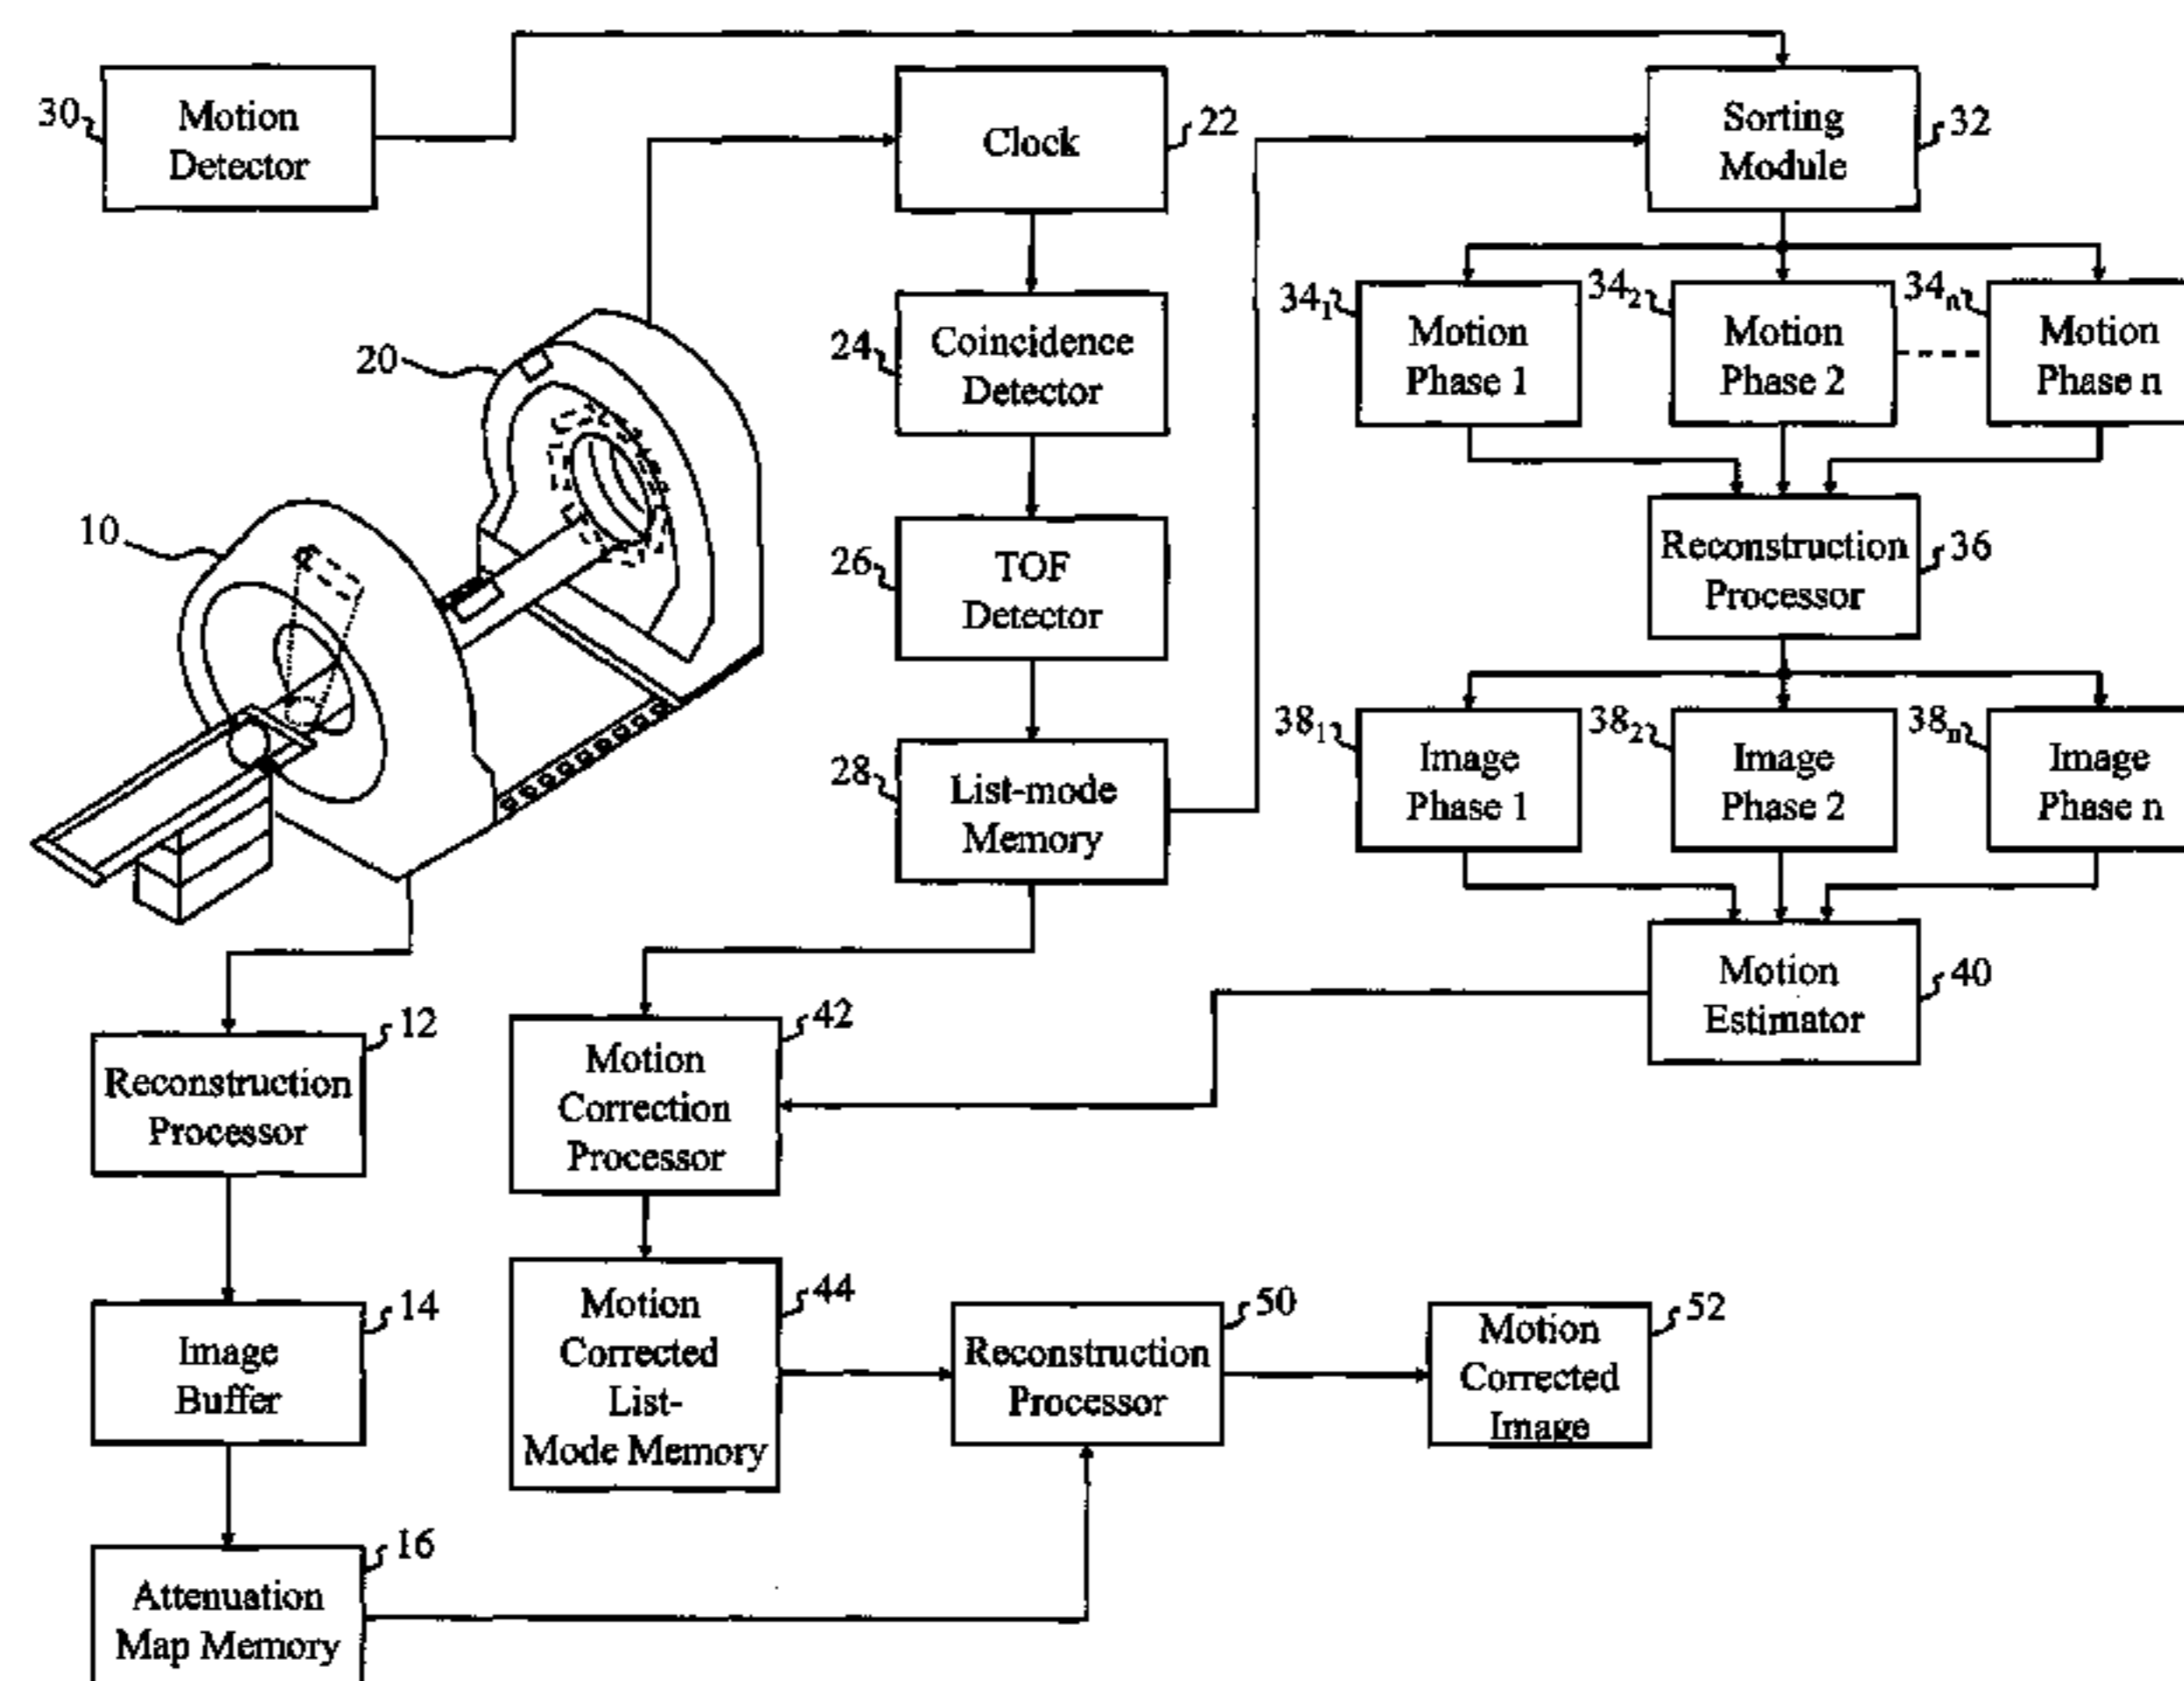 30
Motion
Detector
Clock
22
Sorting
Module
32
34₁
Motion
Phase 1
34₂
Motion
Phase 2
34ₙ
Motion
Phase n
20
24
Coincidence
Detector
10
26
TOF
Detector
Reconstruction
Processor
36
28
List-mode
Memory
38₁
Image
Phase 1
38₂
Image
Phase 2
38ₙ
Image
Phase n
Motion
Estimator
40
12
Reconstruction
Processor
42
Motion
Correction
Processor
14
Image
Buffer
44
Motion
Corrected
List-
Mode Memory
50
Reconstruction
Processor
52
Motion
Corrected
Image
16
Attenuation
Map Memory